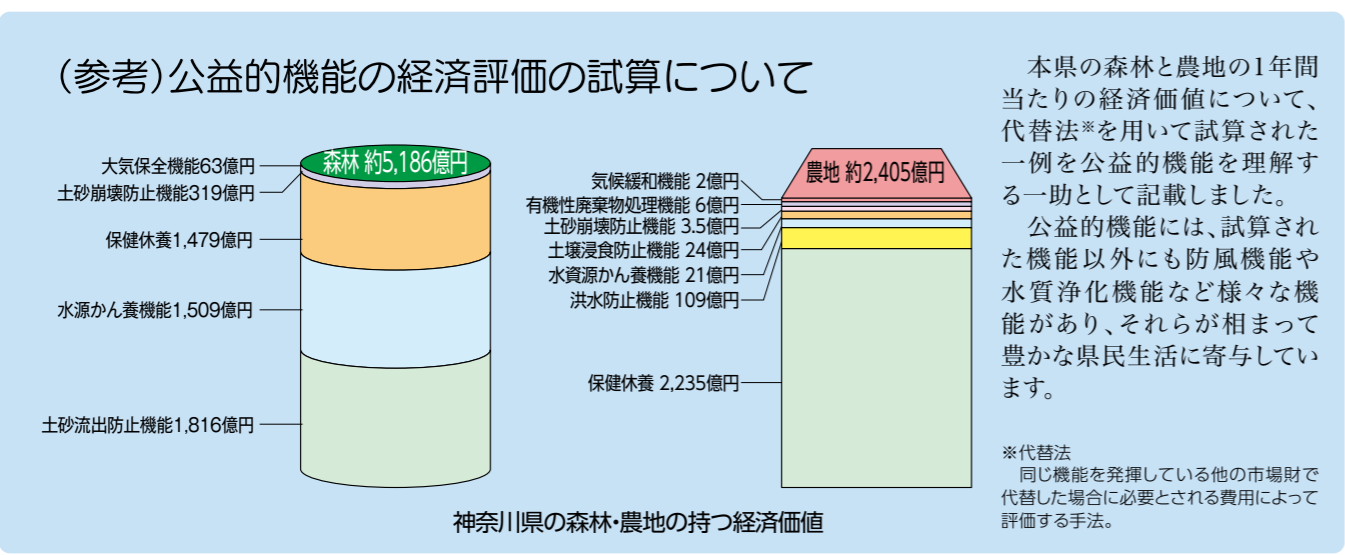 (参考)公益的機能の経済評価の試算について
大気保全機能63億円
土砂崩壊防止機能319億円
保健休養1,479億円
水源かん養機能1,509億円
土砂流出防止機能1,816億円
森林 約5,186億円
気候緩和機能 2億円
有機性廃棄物処理機能 6億円
土砂崩壊防止機能 3.5億円
土壌浸食防止機能 24億円
水資源かん養機能 21億円
洪水防止機能 109億円
保健休養 2,235億円
農地 約2,405億円
神奈川県の森林・農地の持つ経済価値
本県の森林と農地の1年間
当たりの経済価値について、
代替法※を用いて試算された
一例を公益的機能を理解す
る一助として記載しました。
公益的機能には、試算され
た機能以外にも防風機能や
水質浄化機能など様々な機
能があり、それらが相まって
豊かな県民生活に寄与してい
ます。
※代替法
同じ機能を発揮している他の市場財で
代替した場合に必要とされる費用によって
評価する手法。